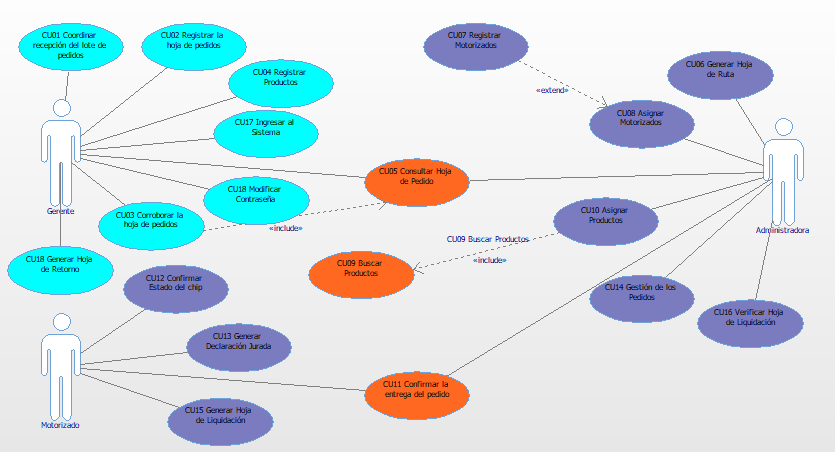 CU01 Coordinar
recepción del lote de
pedidos
CU02 Registrar la
hoja de pedidos
CU04 Registrar
Productos
CU17 Ingresar al
Sistema
CU07 Registrar
Motorizados
«extend»
CU06 Generar Hoja
de Ruta
CU08 Asignar
Motorizados
CU05 Consultar Hoja
de Pedido
CU18 Modificar
Contraseña
Gerente
CU03 Corroborar la
hoja de pedidos
«include»
CU10 Asignar
Productos
Administradora
CU09 Buscar Productos
«include»
CU18 Generar Hoja
de Retorno
CU09 Buscar
Productos
CU12 Confirmar
Estado del chip
CU14 Gestión de los
Pedidos
CU16 Verificar Hoja
de Liquidación
CU13 Generar
Declaración Jurada
CU11 Confirmar la
entrega del pedido
CU15 Generar Hoja
de Liquidación
Motorizado